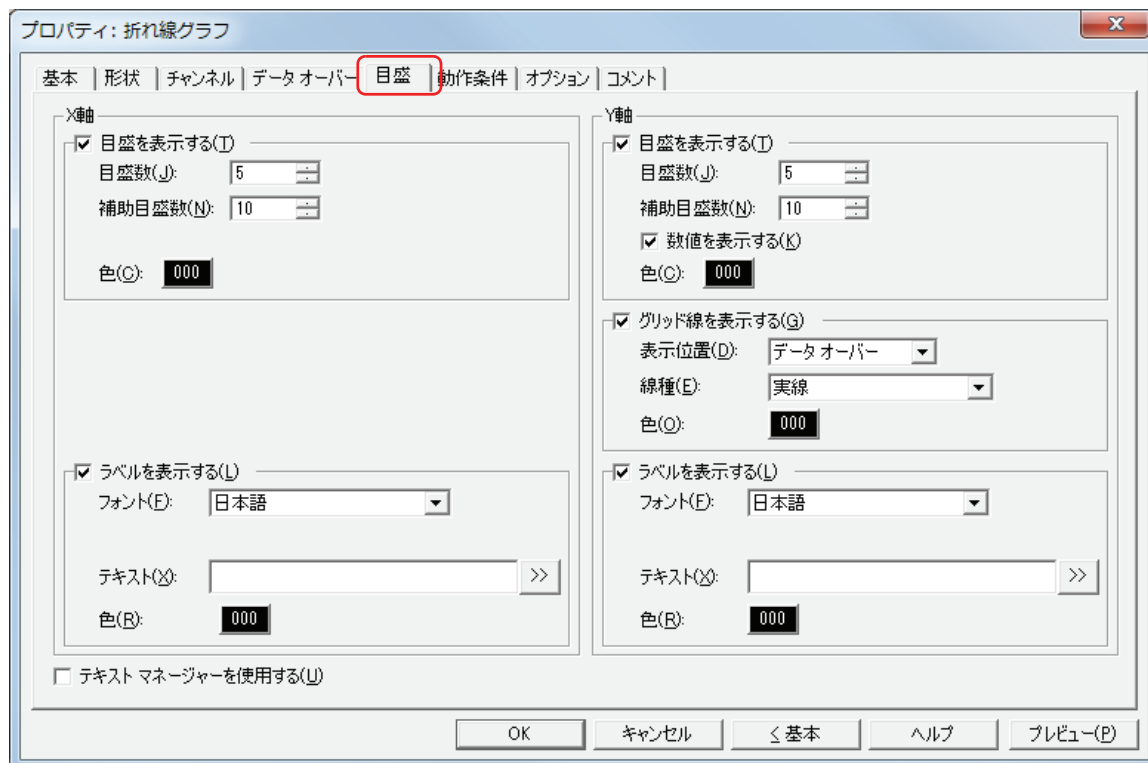 プロパティ: 折れ線グラフ
基本 形状 チャンネル データ オーバー 目盛 動作条件 オプション コメント
X軸
目盛を表示する(T)
目盛数(J): 5
補助目盛数(N): 10
色(C): 000
ラベルを表示する(L)
フォント(F): 日本語
テキスト(X): >>
色(R): 000
Y軸
目盛を表示する(T)
目盛数(J): 5
補助目盛数(N): 10
数値を表示する(K)
色(C): 000
グリッド線を表示する(G)
表示位置(D): データ オーバー
線種(E): 実線
色(O): 000
ラベルを表示する(L)
フォント(F): 日本語
テキスト(X): >>
色(R): 000
テキスト マネージャーを使用する(U)
OK キャンセル < 基本 ヘルプ プレビュー(P)